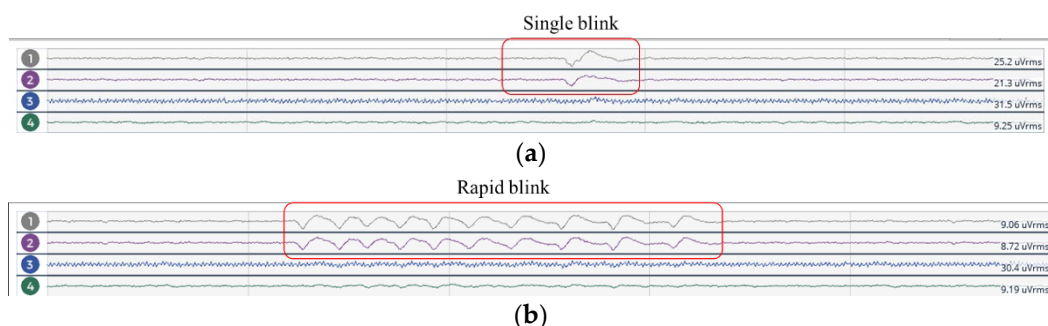 Single blink
1
25.2 uVrms
2
21.3 uVrms
3
31.5 uVrms
4
9.25 uVrms
(a)
Rapid blink
1
9.06 uVrms
2
8.72 uVrms
3
30.4 uVrms
4
9.19 uVrms
(b)